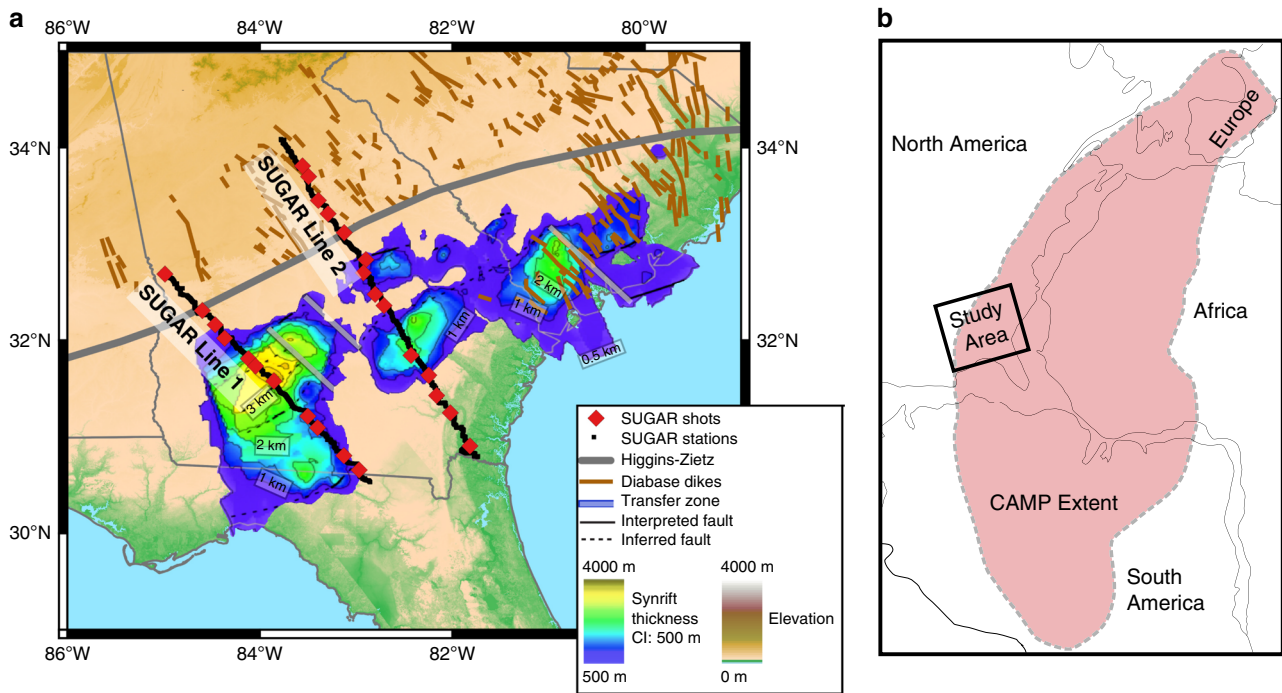 a
86°W
84°W
82°W
80°W
34°N
34°N
32°N
32°N
30°N
30°N
86°W
84°W
82°W
80°W
SUGAR Line 2
SUGAR Line 1
3 km
2 km
1 km
1 km
2 km
1 km
0.5 km
SUGAR shots
SUGAR stations
Higgins-Zietz
Diabase dikes
Transfer zone
Interpreted fault
Inferred fault
4000 m
Synrift
thickness
CI: 500 m
500 m
4000 m
Elevation
0 m
b
North America
Europe
Study
Area
Africa
CAMP Extent
South
America